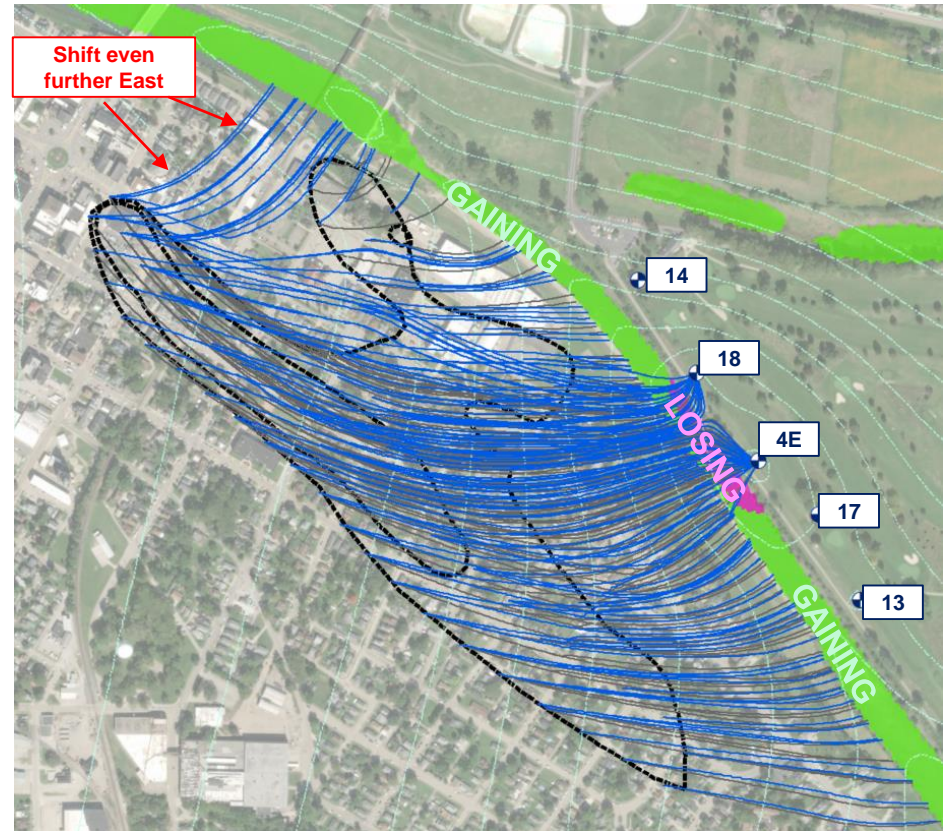 Shift even
further East
GAINING
14
18
LOSING
4E
17
13
GAINING